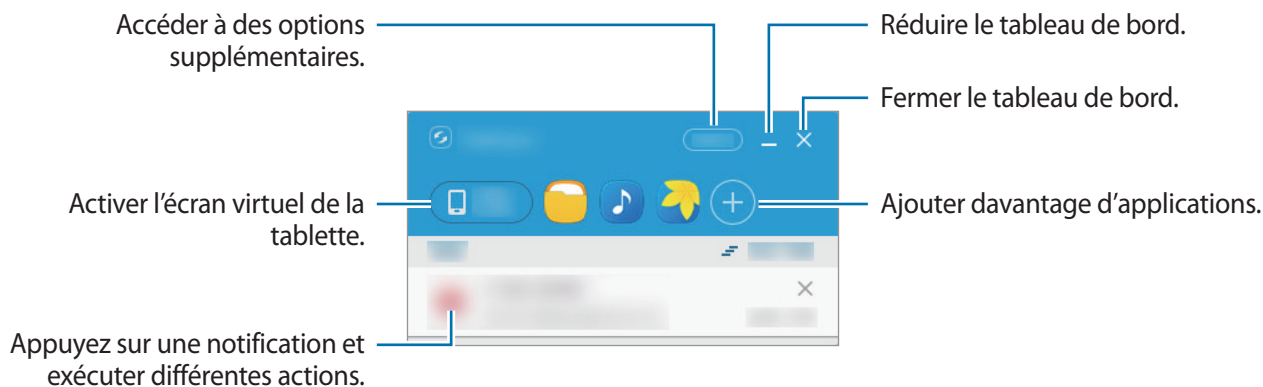 Accéder à des options
supplémentaires.
Réduire le tableau de bord.
Fermer le tableau de bord.
Activer l’écran virtuel de la
tablette.
Ajouter davantage d’applications.
Appuyez sur une notification et
exécuter différentes actions.